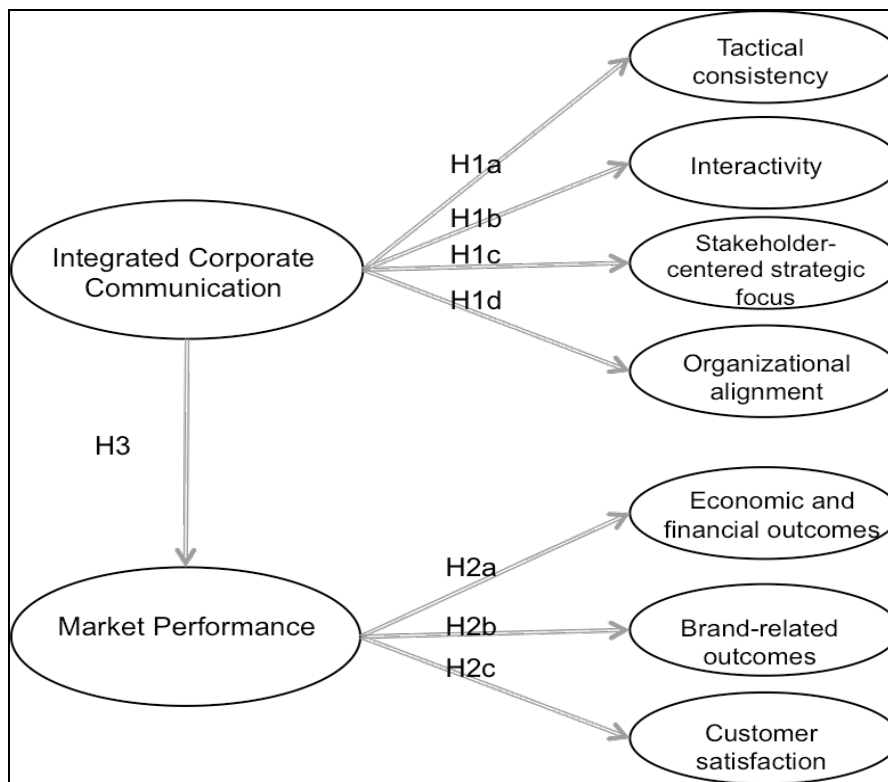 Tactical
consistency
H1a
Interactivity
H1b
Integrated Corporate
Communication
H1c
Stakeholder-
centered strategic
focus
H1d
Organizational
alignment
H3
Economic and
financial outcomes
H2a
Market Performance
H2b
Brand-related
outcomes
H2c
Customer
satisfaction